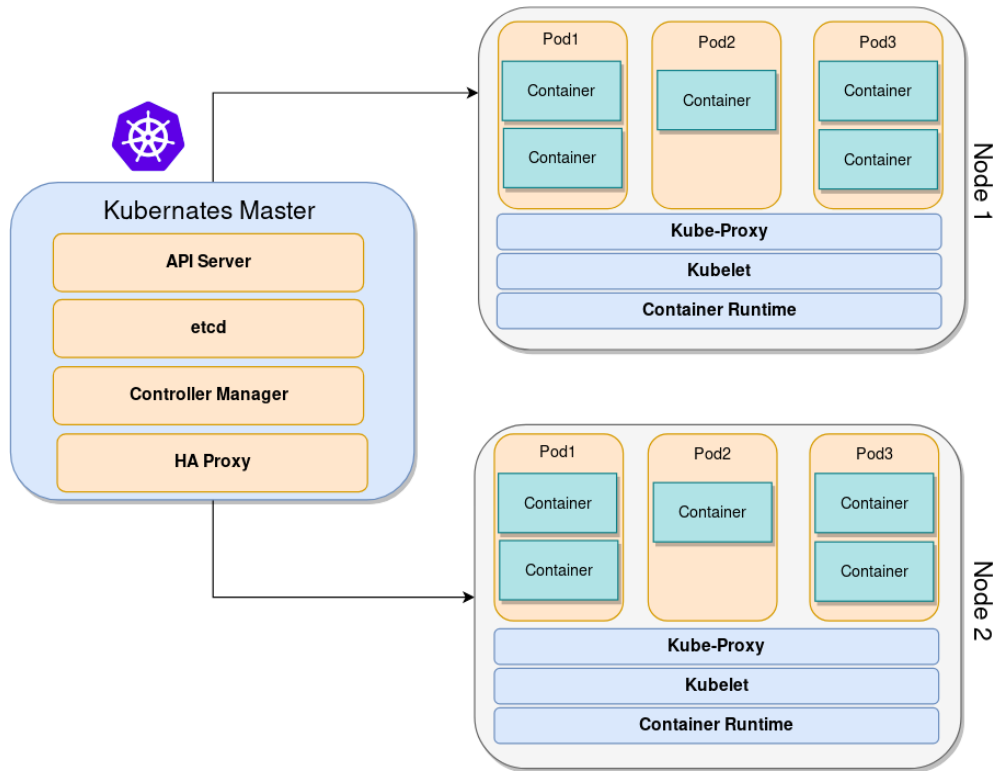 Kubernates Master
API Server
etcd
Controller Manager
HA Proxy
Pod1
Pod2
Pod3
Container
Container
Container
Container
Container
Kube-Proxy
Kubelet
Container Runtime
Node 1
Pod1
Pod2
Pod3
Container
Container
Container
Container
Container
Kube-Proxy
Kubelet
Container Runtime
Node 2